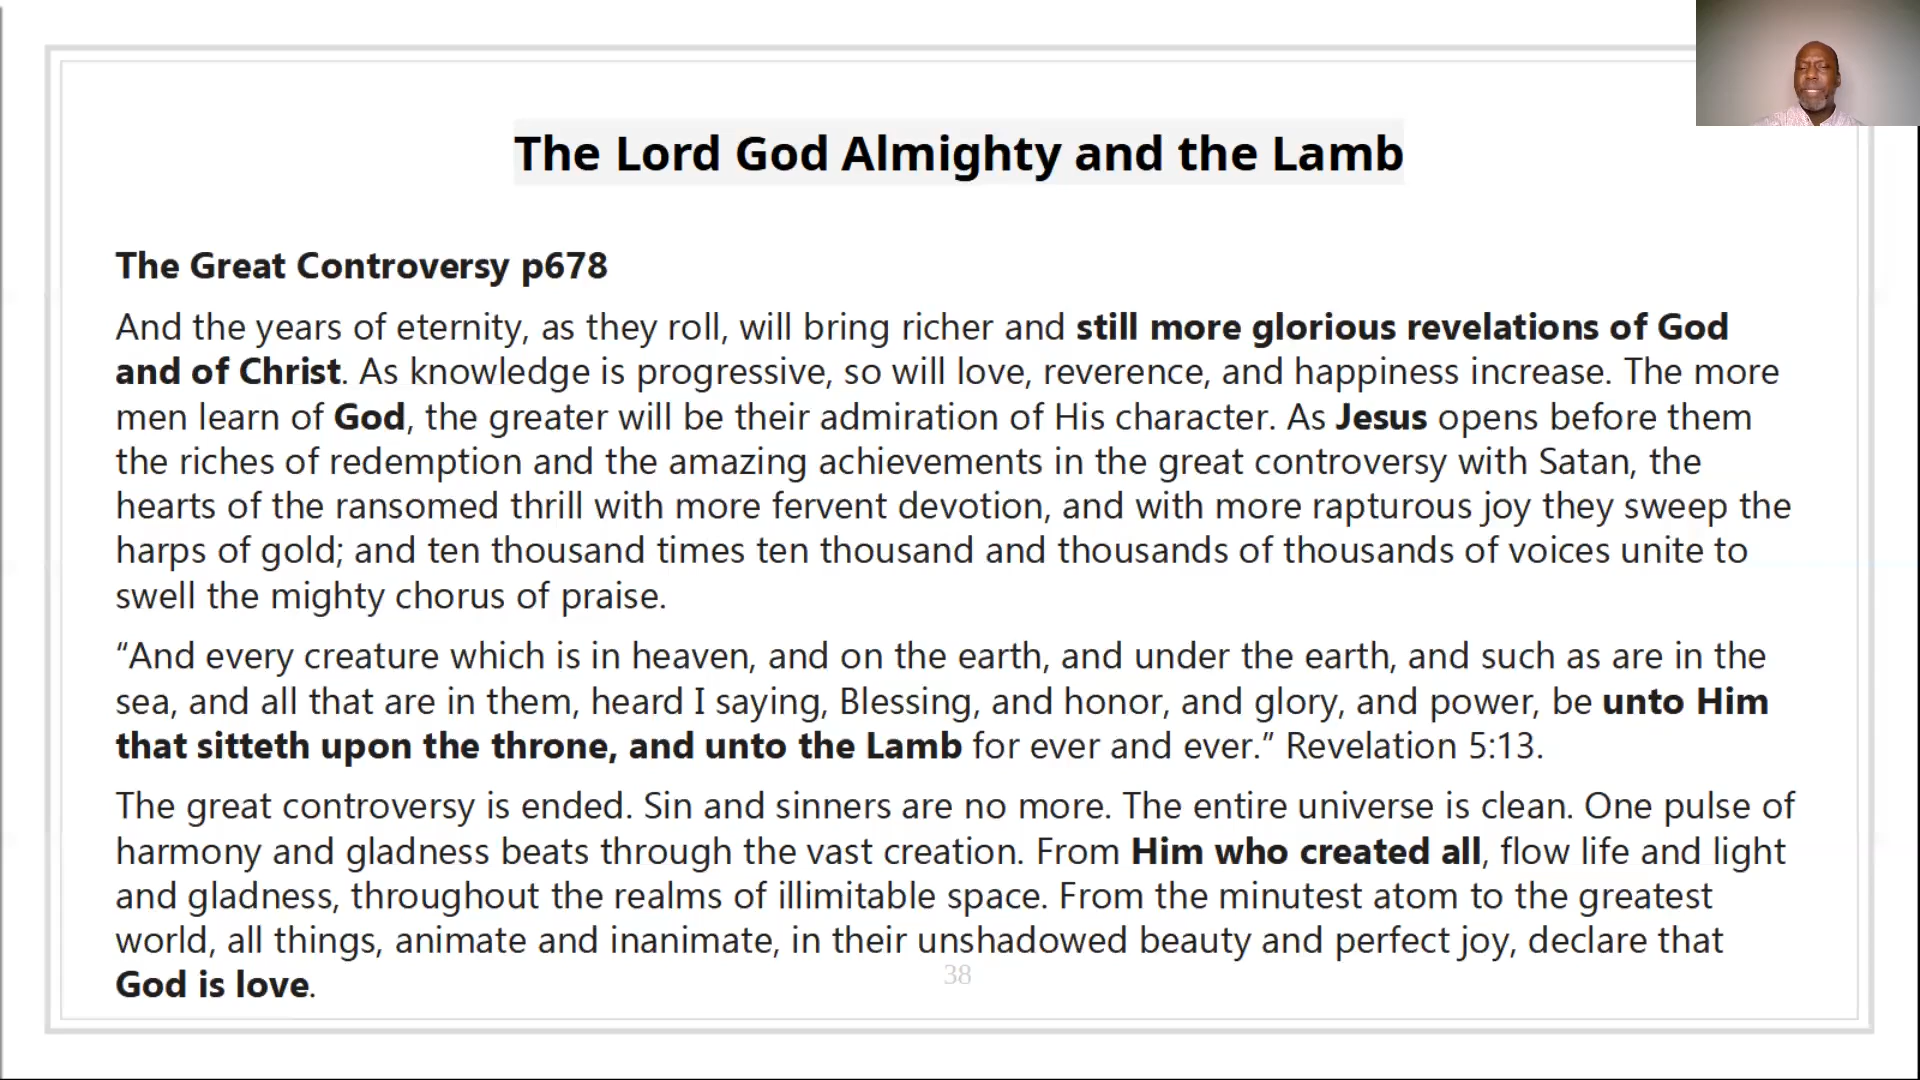 The Lord God Almighty and the Lamb
The Great Controversy p678
And the years of eternity, as they roll, will bring richer and still more glorious revelations of God
and of Christ. As knowledge is progressive, so will love, reverence, and happiness increase. The more
men learn of God, the greater will be their admiration of His character. As Jesus opens before them
the riches of redemption and the amazing achievements in the great controversy with Satan, the
hearts of the ransomed thrill with more fervent devotion, and with more rapturous joy they sweep the
harps of gold; and ten thousand times ten thousand and thousands of thousands of voices unite to
swell the mighty chorus of praise.
“And every creature which is in heaven, and on the earth, and under the earth, and such as are in the
sea, and all that are in them, heard I saying, Blessing, and honor, and glory, and power, be unto Him
that sitteth upon the throne, and unto the Lamb for ever and ever.” Revelation 5:13.
The great controversy is ended. Sin and sinners are no more. The entire universe is clean. One pulse of
harmony and gladness beats through the vast creation. From Him who created all, flow life and light
and gladness, throughout the realms of illimitable space. From the minutest atom to the greatest
world, all things, animate and inanimate, in their unshadowed beauty and perfect joy, declare that
God is love.
38